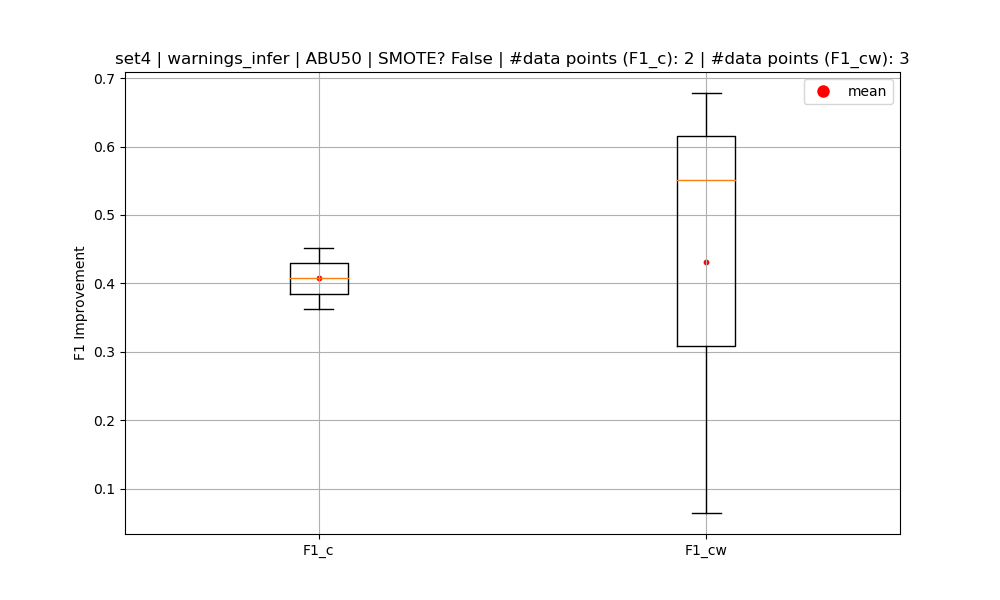 set4 | warnings_infer | ABU50 | SMOTE? False | #data points (F1_c): 2 | #data points (F1_cw): 3
mean
F1 Improvement
0.7
0.6
0.5
0.4
0.3
0.2
0.1
F1_c
F1_cw